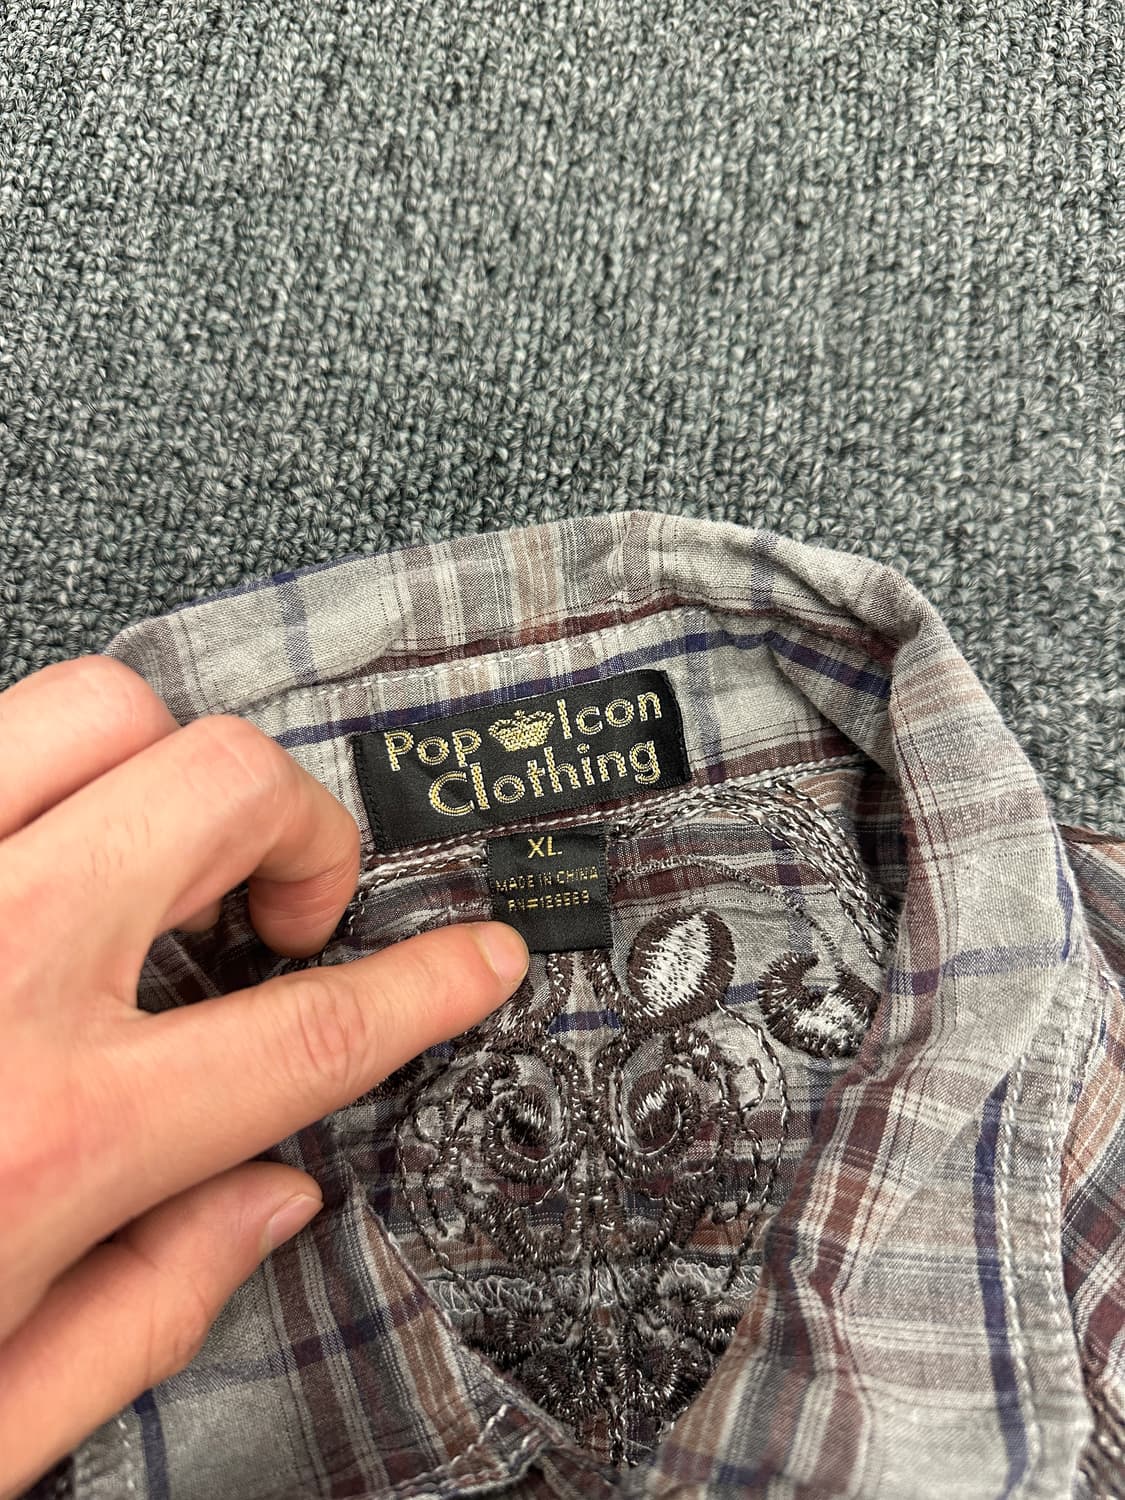 Pop Icon
Clothing
XL
MADE IN CHINA